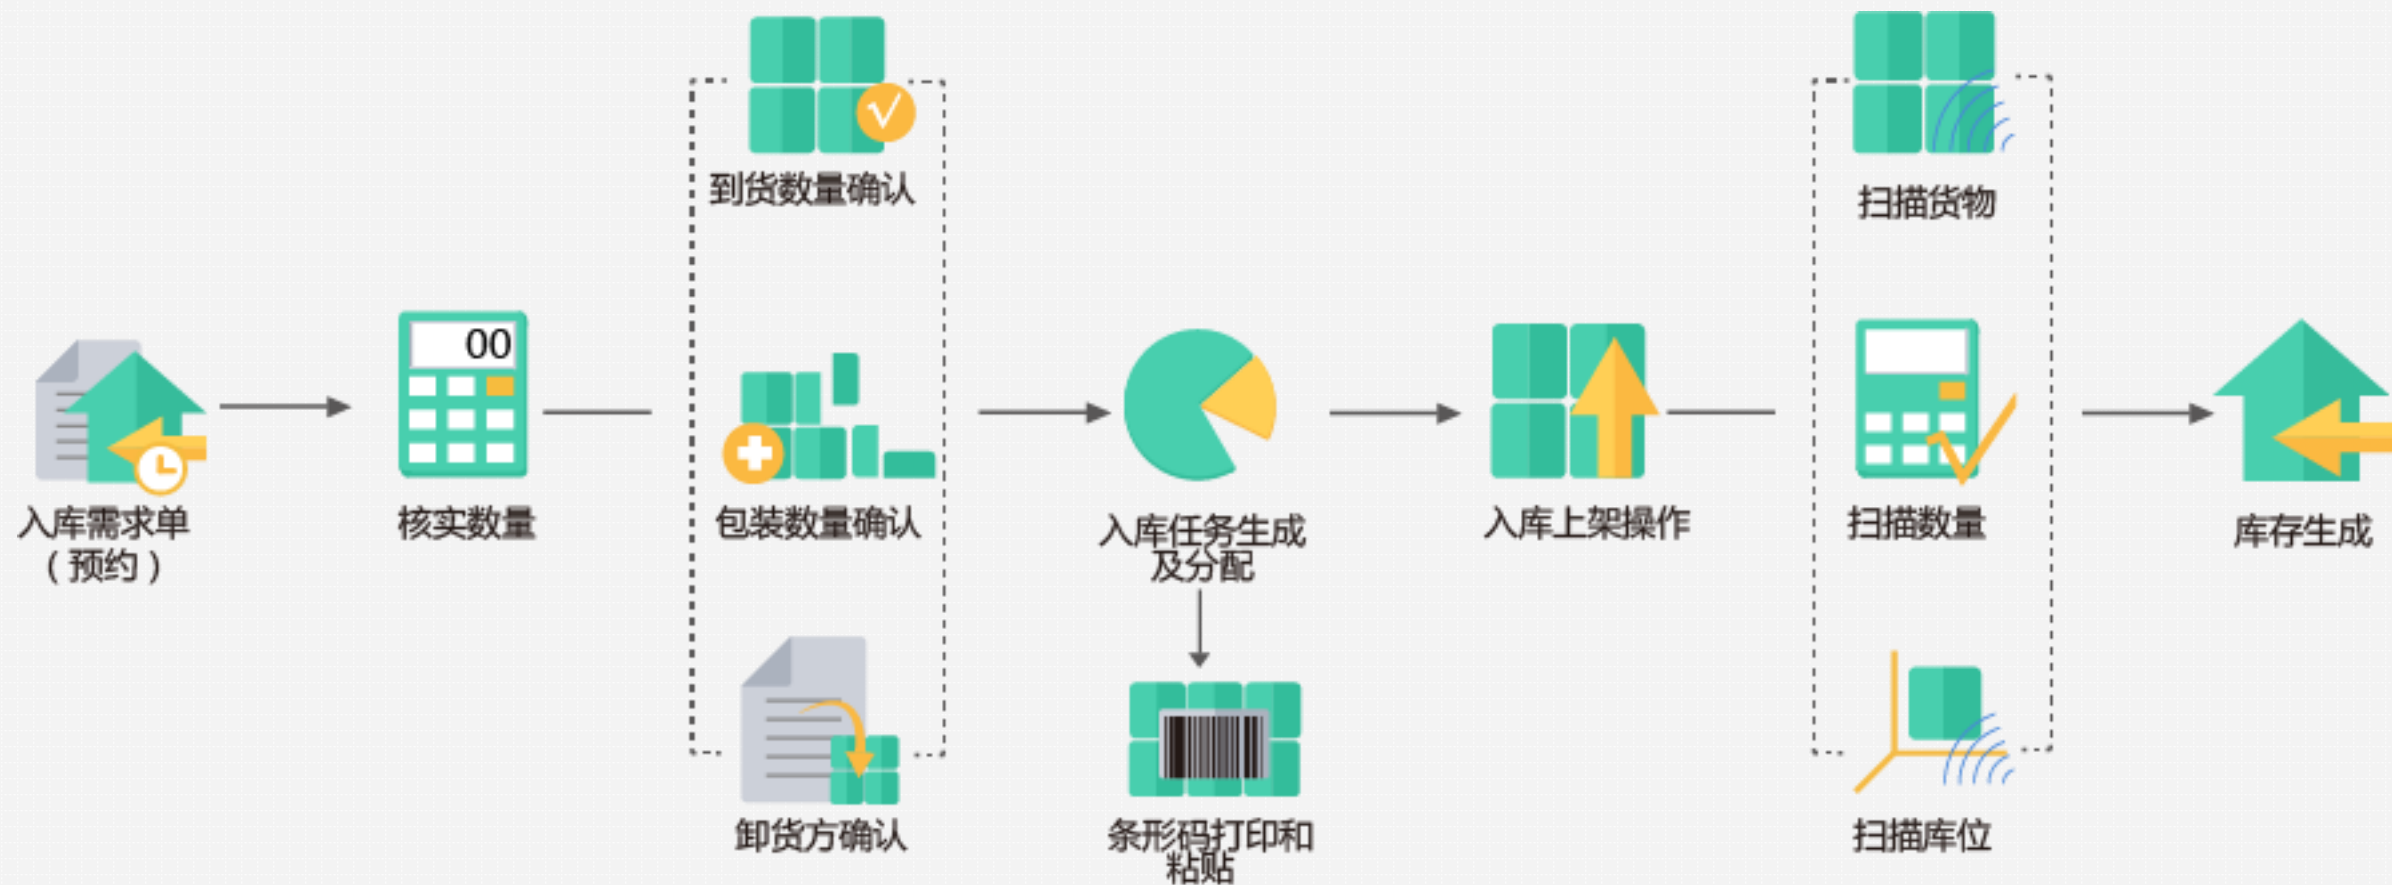 入库需求单
（预约）
00
核实数量
到货数量确认
包装数量确认
卸货方确认
入库任务生成
及分配
条形码打印和
粘贴
入库上架操作
扫描货物
扫描数量
扫描库位
库存生成